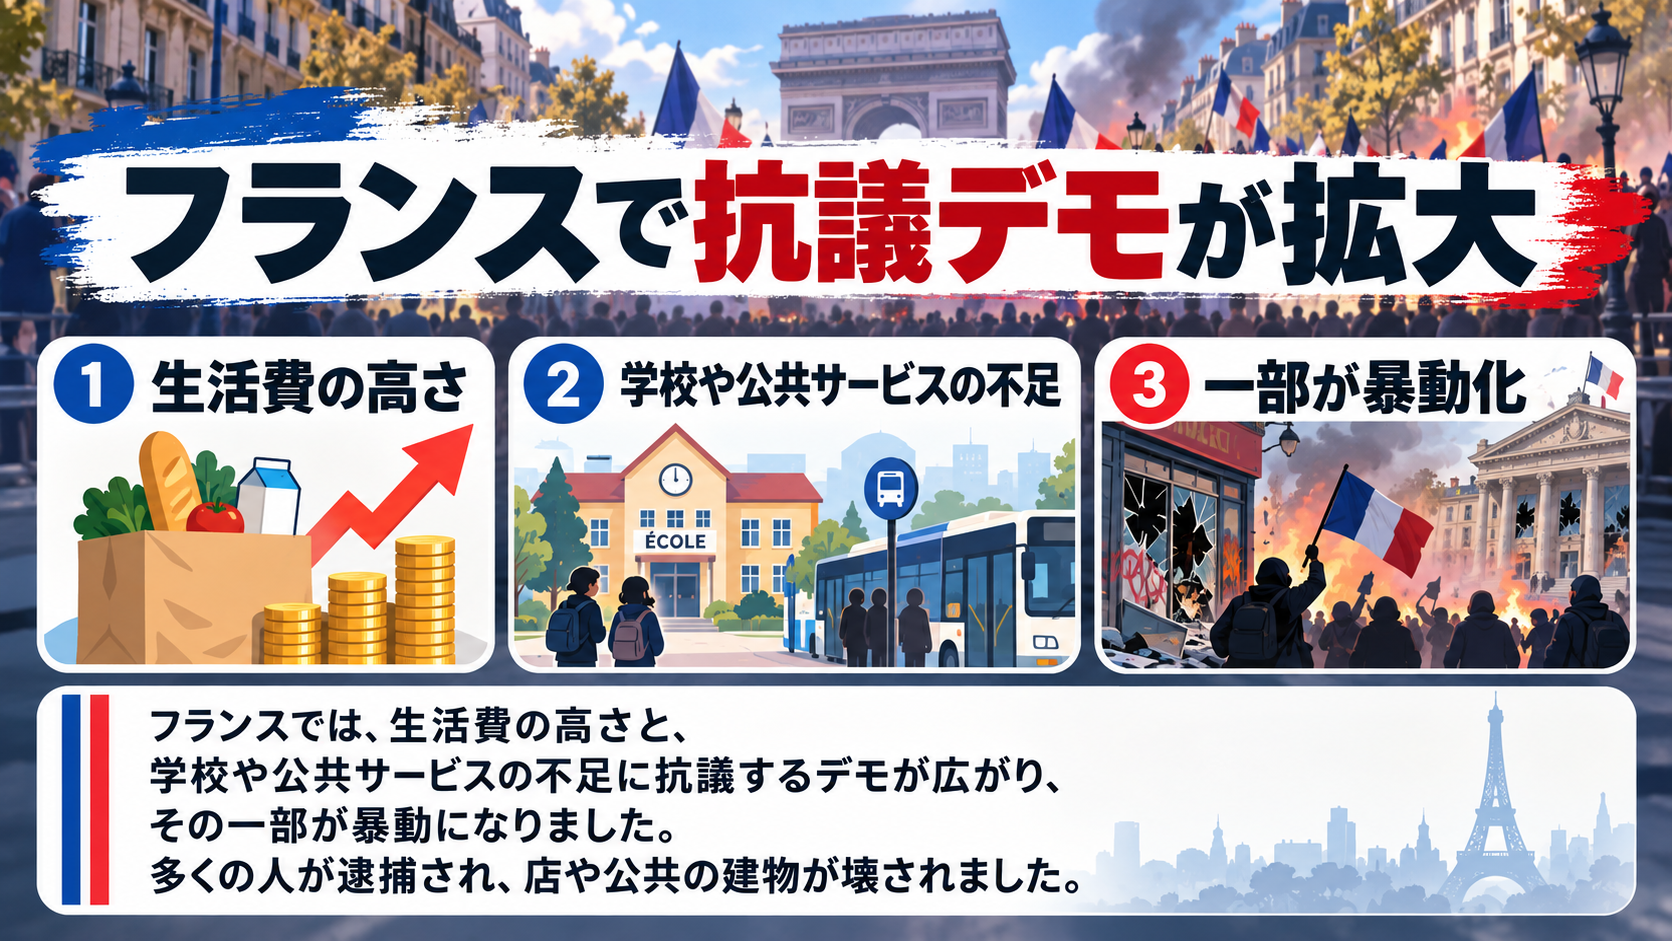 フランスで抗議デモが拡大
1 生活費の高さ
2 学校や公共サービスの不足
ÉCOLE
3 一部が暴動化
フランスでは、生活費の高さと、
学校や公共サービスの不足に抗議するデモが広がり、
その一部が暴動になりました。
多くの人が逮捕され、店や公共の建物が壊されました。